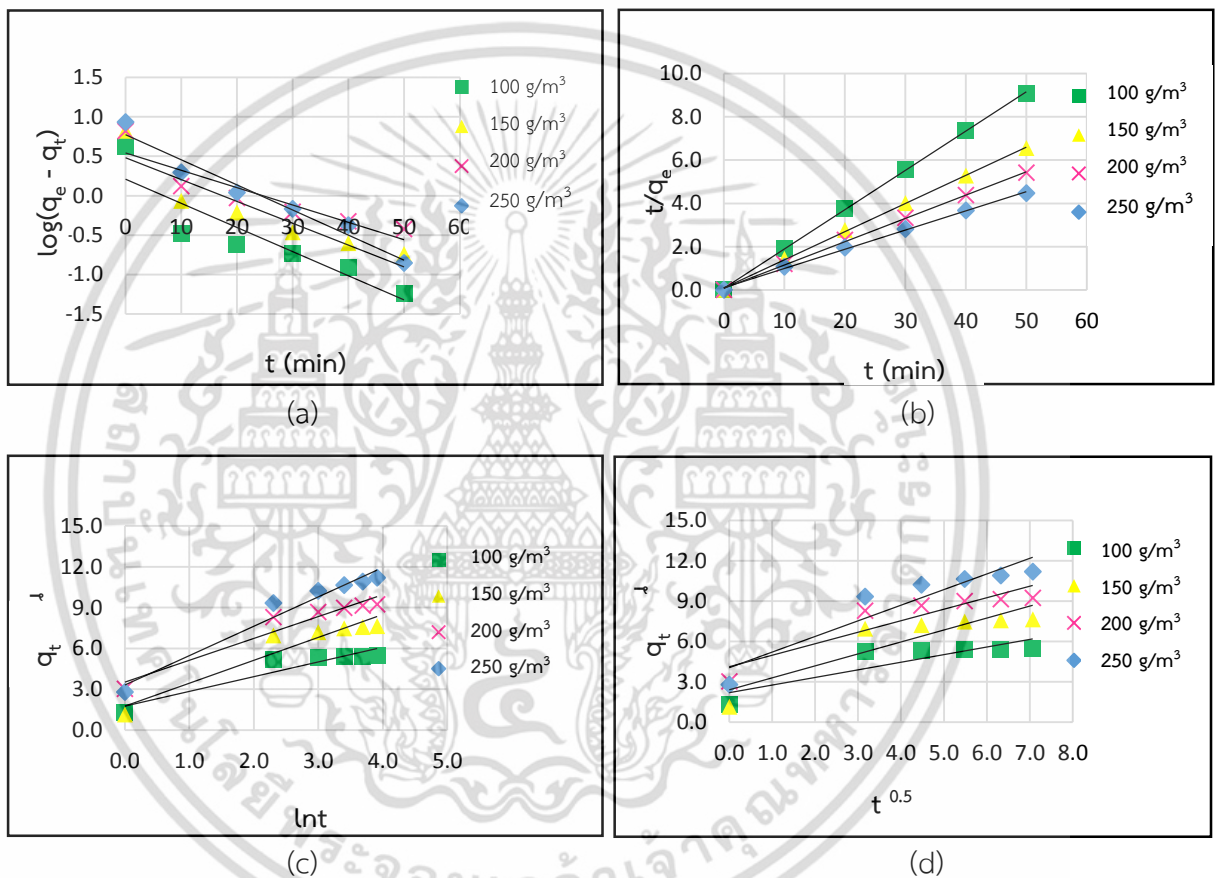 1.5
1.0
0.5
0.0
-0.5
-1.0
-1.5
0 10 20 30 40 50 60
log(qₑ - qₜ)
t (min)
100 g/m³
150 g/m³
200 g/m³
250 g/m³
(a)
10.0
8.0
6.0
4.0
2.0
0.0
0 10 20 30 40 50 60
t/qₑ
t (min)
100 g/m³
150 g/m³
200 g/m³
250 g/m³
(b)
15.0
12.0
9.0
6.0
3.0
0.0
0.0 1.0 2.0 3.0 4.0 5.0
qₜ
lnt
100 g/m³
150 g/m³
200 g/m³
250 g/m³
(c)
15.0
12.0
9.0
6.0
3.0
0.0
0.0 1.0 2.0 3.0 4.0 5.0 6.0 7.0 8.0
qₜ
t ⁰·⁵
100 g/m³
150 g/m³
200 g/m³
250 g/m³
(d)